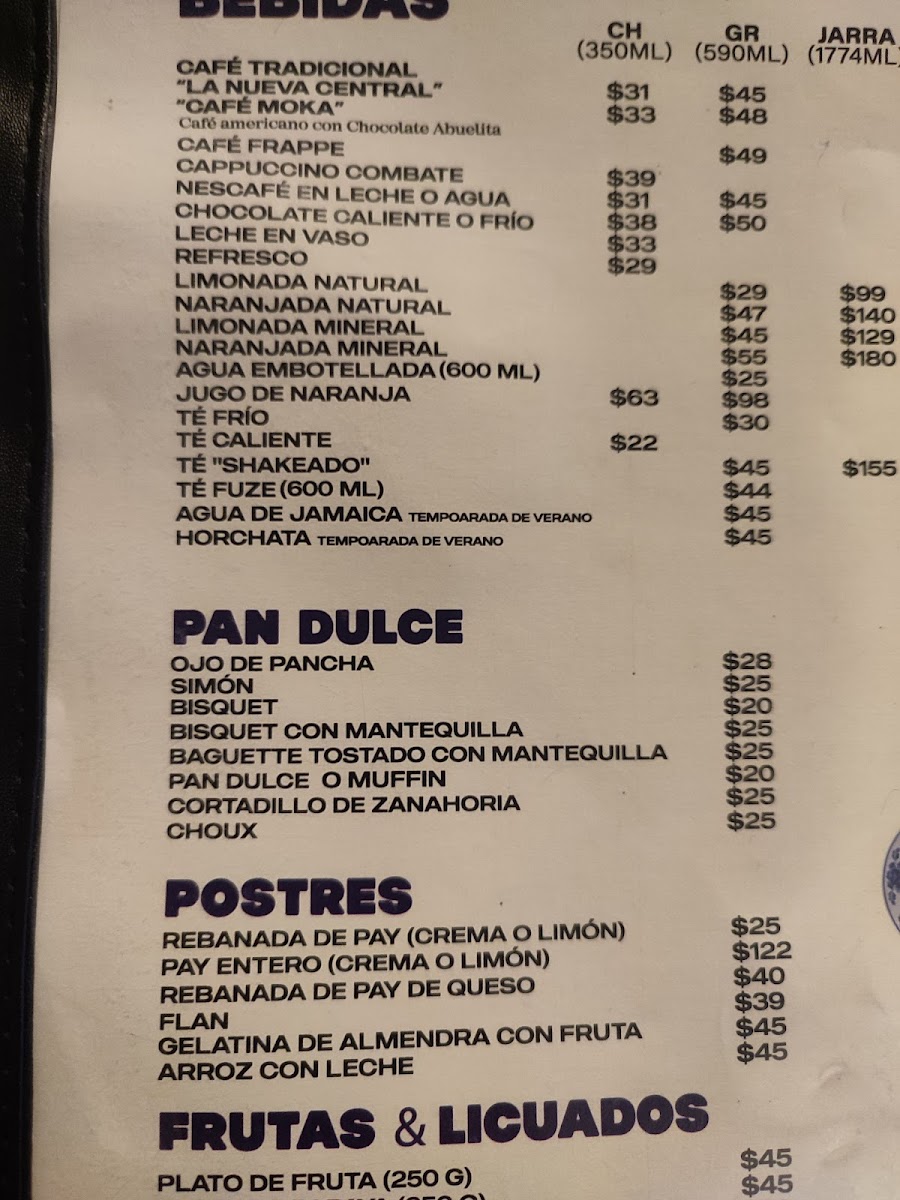 BEBIDAS
CH GR JARRA
(350ML) (590ML) (1774ML)
CAFÉ TRADICIONAL
"LA NUEVA CENTRAL" $31 $45
"CAFÉ MOKA" $33 $48
Café americano con Chocolate Abuelita
CAFÉ FRAPPE $49
CAPPUCCINO COMBATE $39
NESCAFÉ EN LECHE O AGUA $31 $45
CHOCOLATE CALIENTE O FRÍO $38 $50
LECHE EN VASO $33
REFRESCO $29
LIMONADA NATURAL $29 $99
NARANJADA NATURAL $47 $140
LIMONADA MINERAL $45 $129
NARANJADA MINERAL $55 $180
AGUA EMBOTELLADA (600 ML) $25
JUGO DE NARANJA $63 $98
TÉ FRÍO $30
TÉ CALIENTE $22
TÉ "SHAKEADO" $45 $155
TÉ FUZE (600 ML) $44
AGUA DE JAMAICA TEMPOARADA DE VERANO $45
HORCHATA TEMPOARADA DE VERANO $45
PAN DULCE
OJO DE PANCHA $28
SIMÓN $25
BISQUET $20
BISQUET CON MANTEQUILLA $25
BAGUETTE TOSTADO CON MANTEQUILLA $25
PAN DULCE O MUFFIN $20
CORTADILLO DE ZANAHORIA $25
CHOUX $25
POSTRES
REBANADA DE PAY (CREMA O LIMÓN) $25
PAY ENTERO (CREMA O LIMÓN) $122
REBANADA DE PAY DE QUESO $40
FLAN $39
GELATINA DE ALMENDRA CON FRUTA $45
ARROZ CON LECHE $45
FRUTAS & LICUADOS
PLATO DE FRUTA (250 G) $45
$45